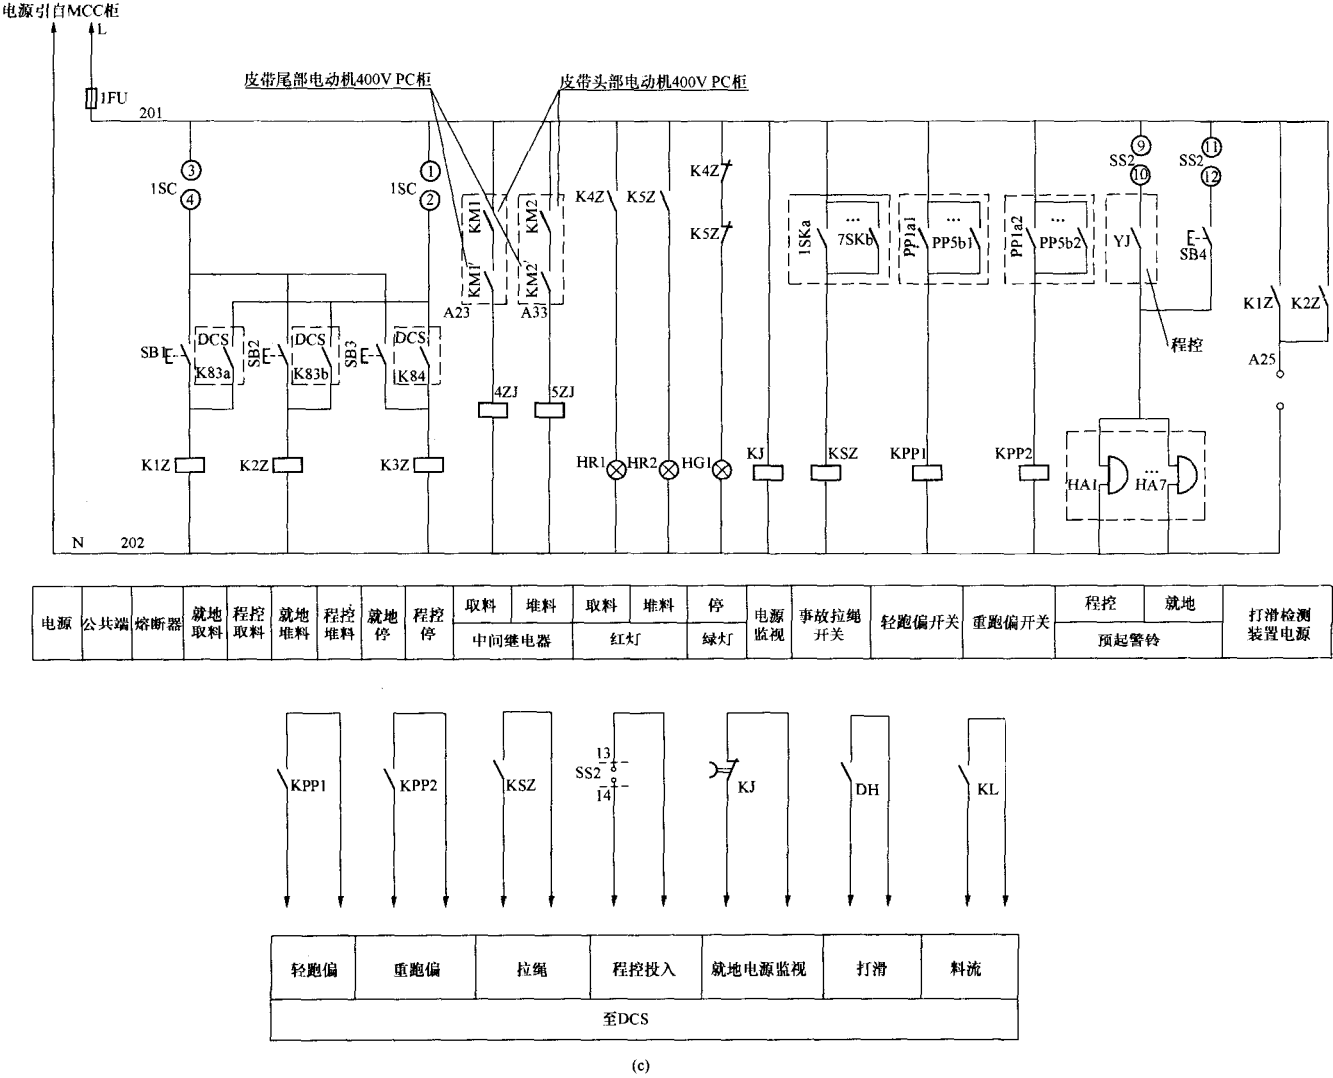 电源引自MCC柜
L
1FU
201
皮带尾部电动机400V PC柜
皮带头部电动机400V PC柜
3
1SC
4
1
1SC
2
KM1
KM2
KM1′
KM2′
A23
A33
K4Z
K5Z
K4Z
K5Z
1SKa
...
7SKb
PP1a1
...
PP5b1
PP1a2
...
PP5b2
9
SS2
10
11
SS2
12
YJ
SB4
程控
K1Z
K2Z
A25
SB1
DCS
K83a
SB2
DCS
K83b
SB3
DCS
K84
4ZJ
5ZJ
K1Z
K2Z
K3Z
HR1
HR2
HG1
KJ
KSZ
KPP1
KPP2
HA1
...
HA7
N
202
电源
公共端
熔断器
就地
取料
程控
取料
就地
堆料
程控
堆料
就地
停
程控
停
取料
堆料
中间继电器
取料
堆料
红灯
停
绿灯
电源
监视
事故拉绳
开关
轻跑偏开关
重跑偏开关
程控
就地
预起警铃
打滑检测
装置电源
KPP1
KPP2
KSZ
13
SS2
14
KJ
DH
KL
轻跑偏
重跑偏
拉绳
程控投入
就地电源监视
打滑
料流
至DCS
(c)